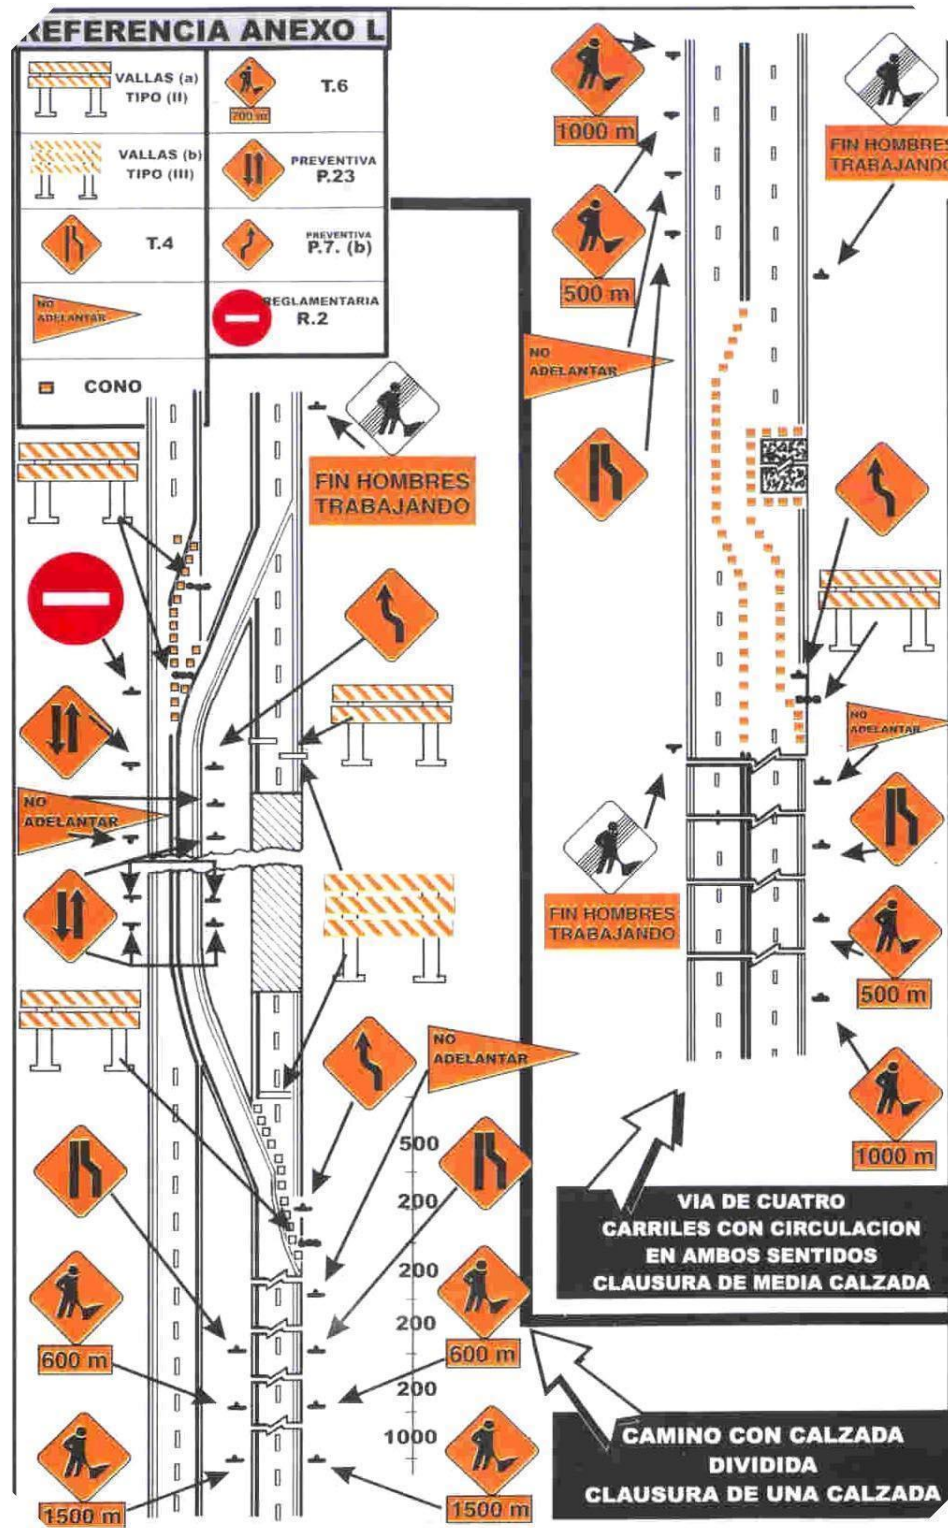 REFERENCIA ANEXO L
VALLAS (a)
TIPO (II)
200 m
T.6
VALLAS (b)
TIPO (III)
PREVENTIVA
P.23
T.4
PREVENTIVA
P.7. (b)
NO
ADELANTAR
REGLAMENTARIA
R.2
CONO
FIN HOMBRES
TRABAJANDO
NO
ADELANTAR
NO
ADELANTAR
500
200
200
200
200
1000
600 m
600 m
1500 m
1500 m
1000 m
500 m
FIN HOMBRES
TRABAJANDO
NO
ADELANTAR
NO
ADELANTAR
FIN HOMBRES
TRABAJANDO
500 m
1000 m
VIA DE CUATRO
CARRILES CON CIRCULACION
EN AMBOS SENTIDOS
CLAUSURA DE MEDIA CALZADA
CAMINO CON CALZADA
DIVIDIDA
CLAUSURA DE UNA CALZADA